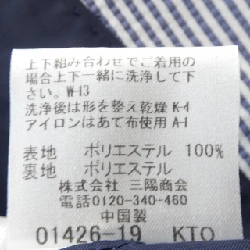 上下組み合わせでご着用の
場合上下一緒に洗浄して下
さい。W-13
洗浄後は形を整え乾燥 K-4
アイロンはあて布使用 A-1
表地 ポリエステル 100%
裏地 ポリエステル
株式会社 三陽商会
電話0120-340-460
中国製
01426-19 KTO